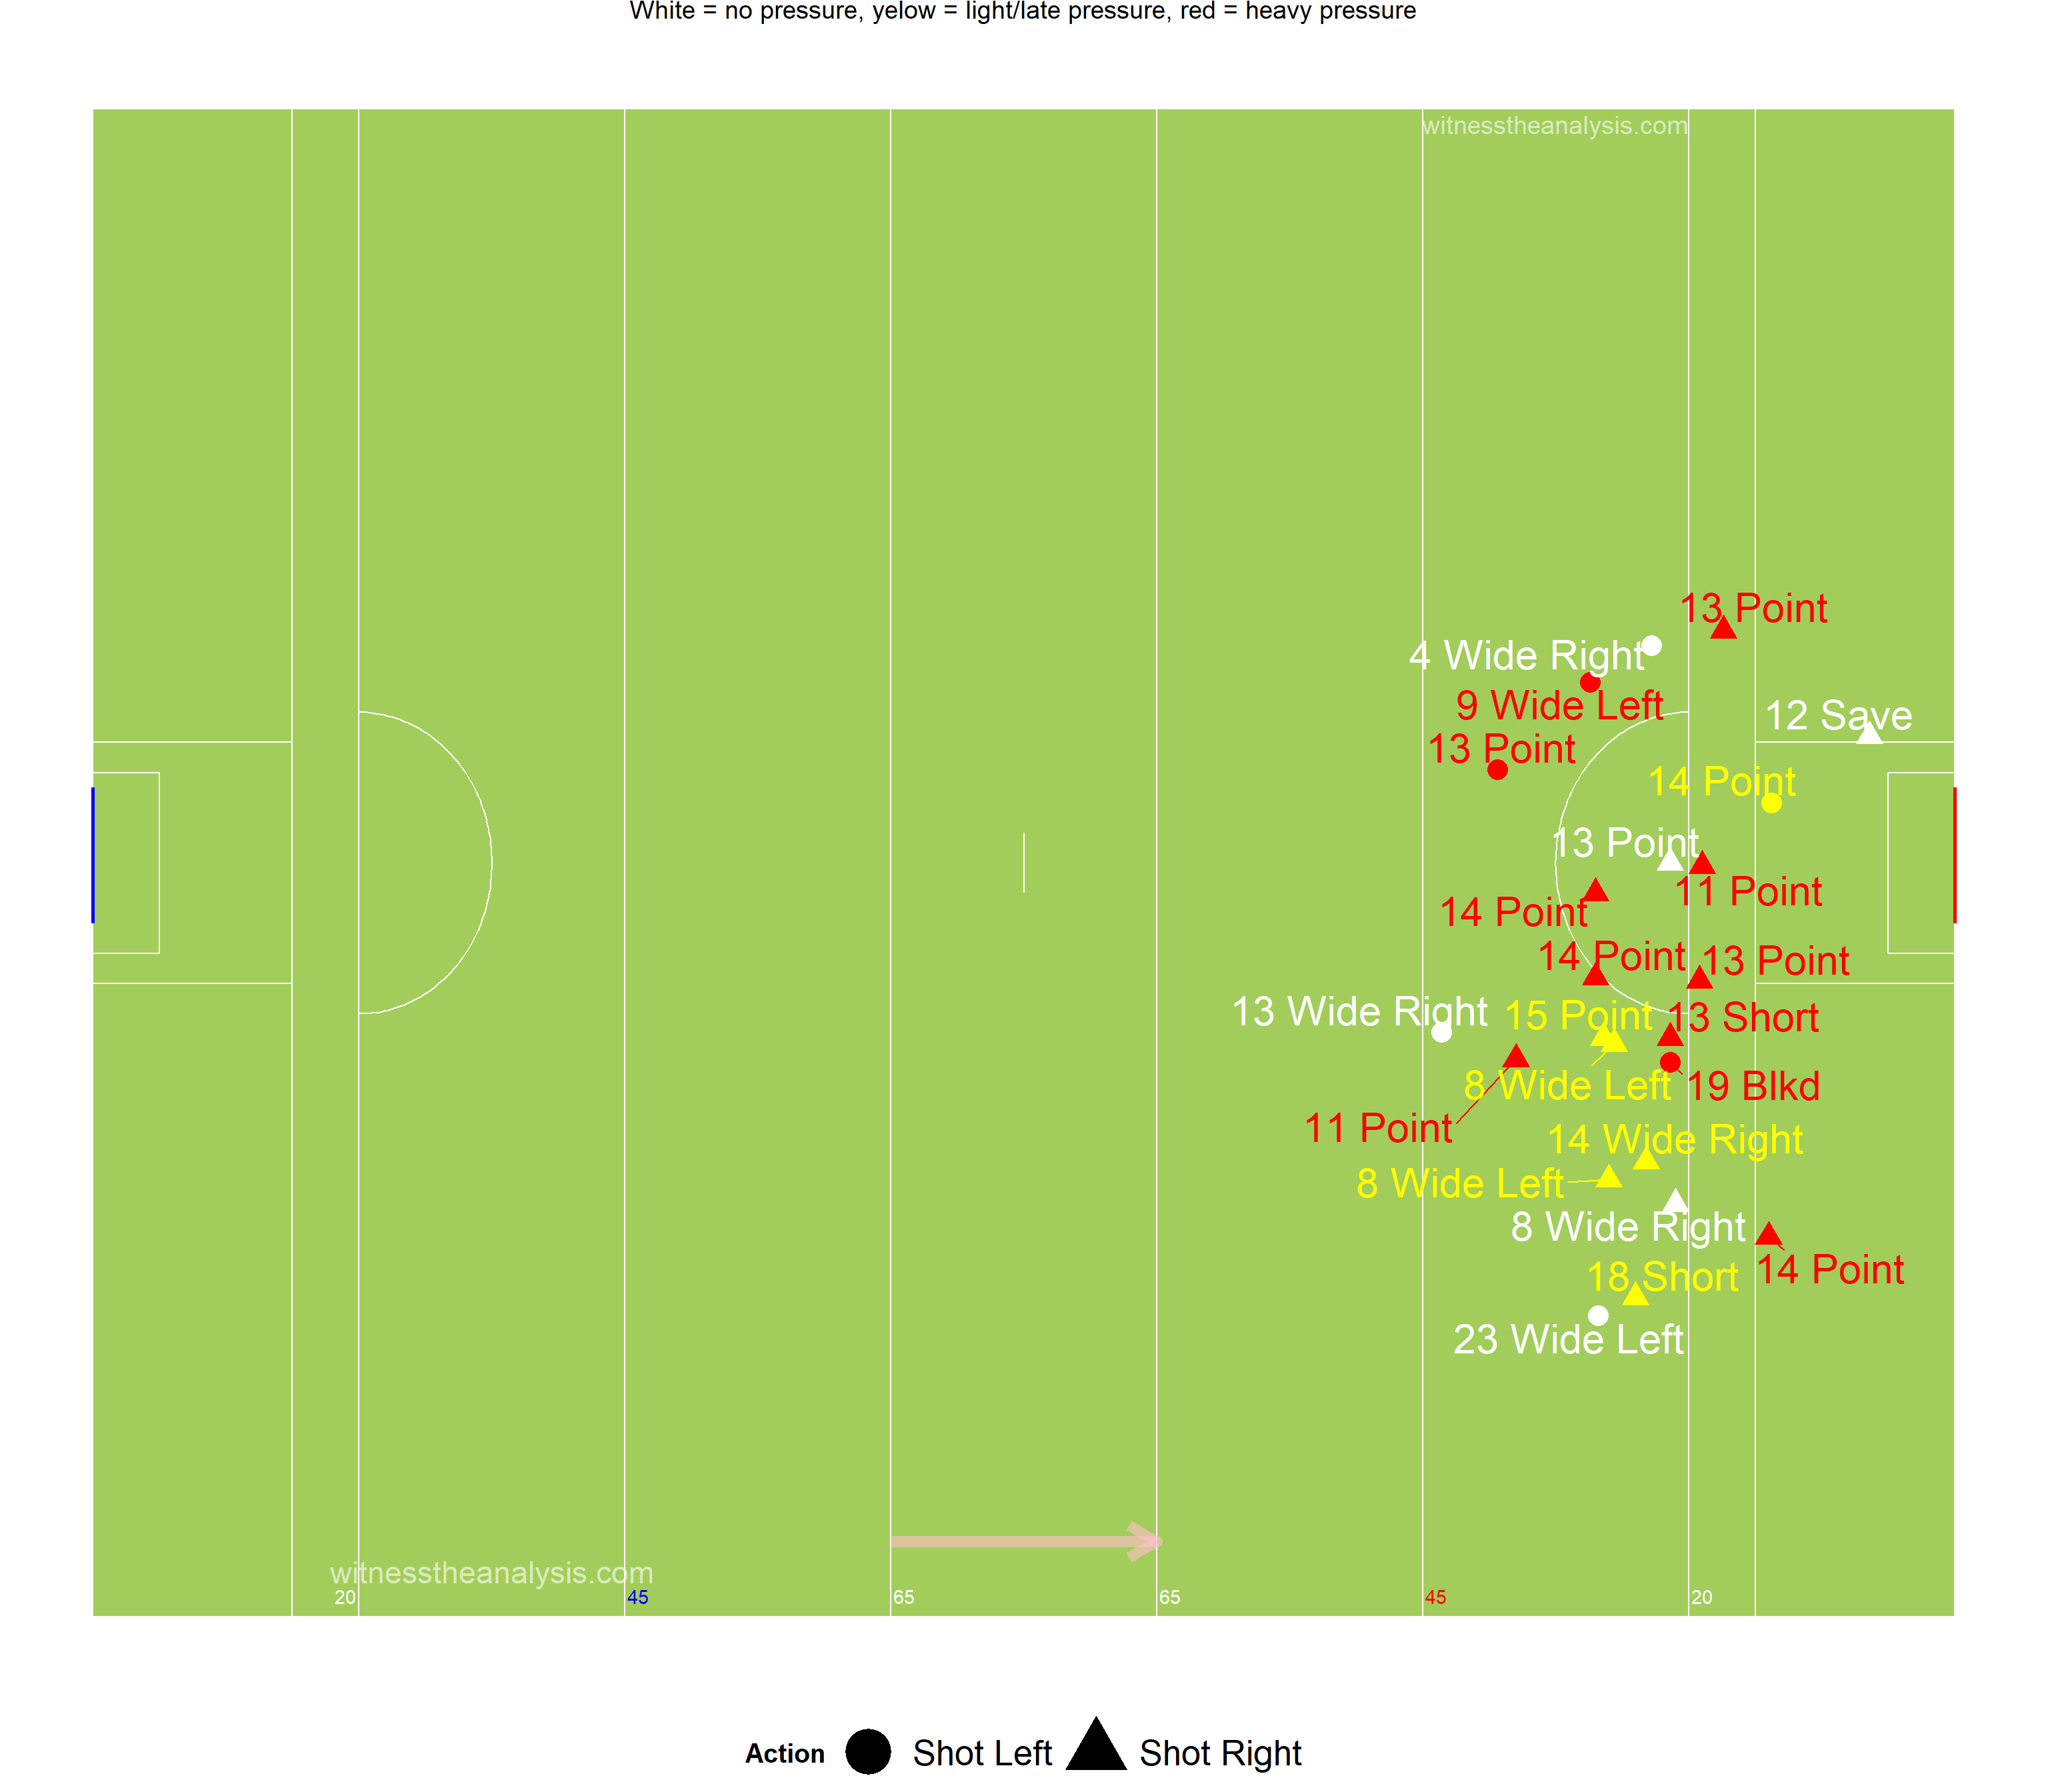 White = no pressure, yelow = light/late pressure, red = heavy pressure
witnesstheanalysis.com
13 Point
4 Wide Right
9 Wide Left
12 Save
13 Point
14 Point
13 Point
11 Point
14 Point
14 Point
13 Point
13 Wide Right
15 Point
13 Short
8 Wide Left
19 Blkd
11 Point
14 Wide Right
8 Wide Left
8 Wide Right
14 Point
18 Short
23 Wide Left
witnesstheanalysis.com
20
45
65
65
45
20
Action Shot Left Shot Right